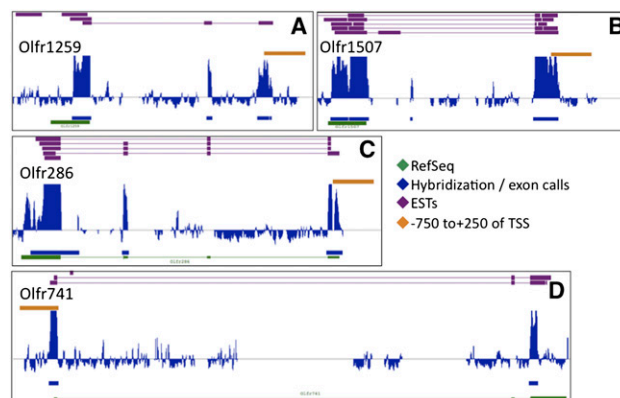 A
Olfr1259
B
Olfr1507
C
Olfr286
RefSeq
Hybridization / exon calls
ESTs
-750 to+250 of TSS
D
Olfr741